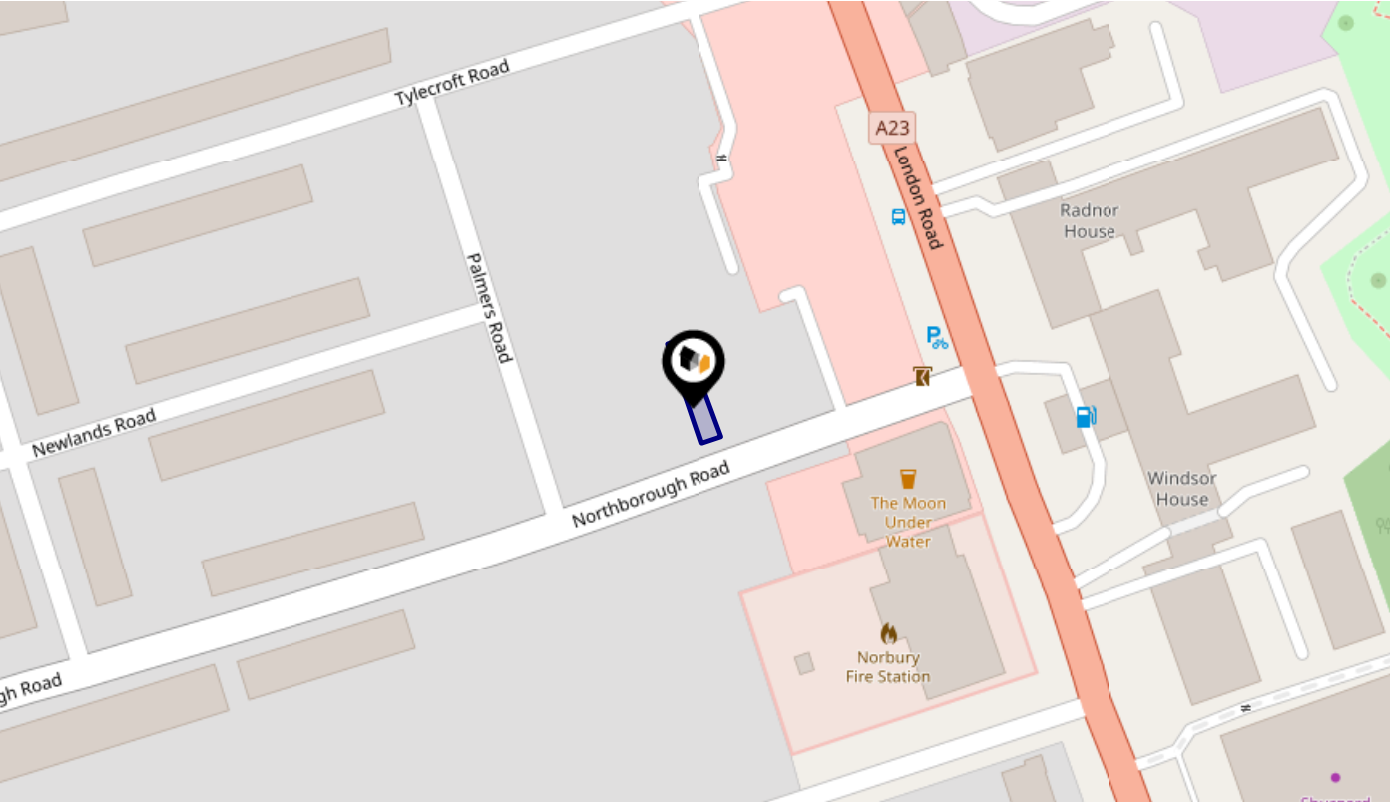 Tylecroft Road
A23
London Road
Radnor
House
Palmers Road
P
Newlands Road
Northborough Road
The Moon
Under
Water
Windsor
House
Norbury
Fire Station
gh Road